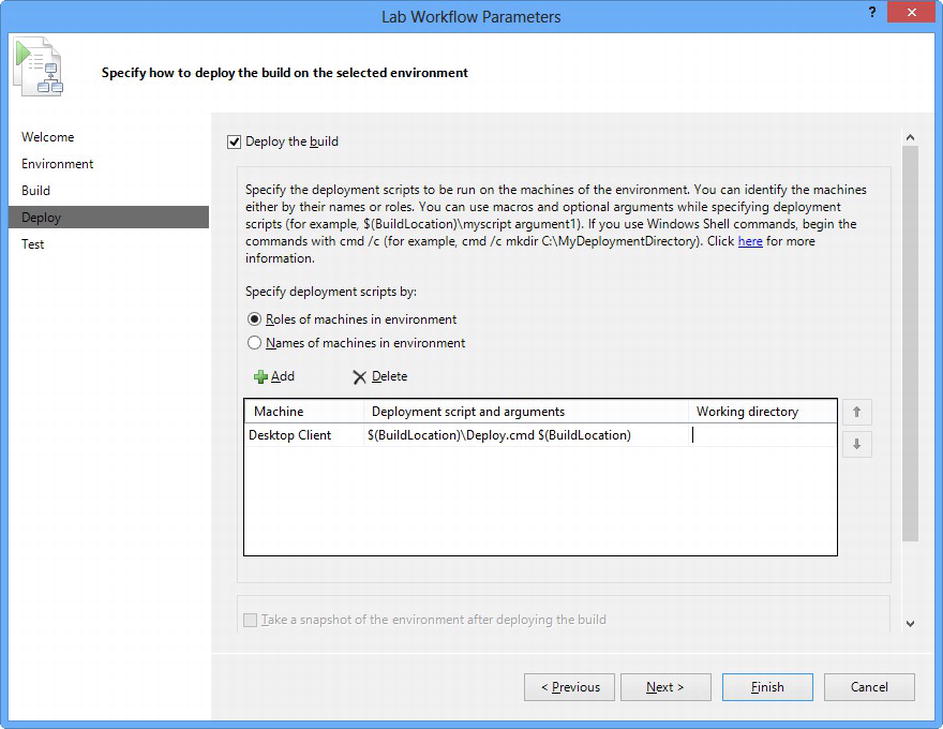 Lab Workflow Parameters
?
Specify how to deploy the build on the selected environment
Welcome
Environment
Build
Deploy
Test
Deploy the build
Specify the deployment scripts to be run on the machines of the environment. You can identify the machines
either by their names or roles. You can use macros and optional arguments while specifying deployment
scripts (for example, $(BuildLocation)\myscript argument1). If you use Windows Shell commands, begin the
commands with cmd /c (for example, cmd /c mkdir C:\MyDeploymentDirectory). Click here for more
information.
Specify deployment scripts by:
Roles of machines in environment
Names of machines in environment
Add Delete
Machine Deployment script and arguments Working directory
Desktop Client $(BuildLocation)\Deploy.cmd $(BuildLocation)
Take a snapshot of the environment after deploying the build
< Previous Next > Finish Cancel